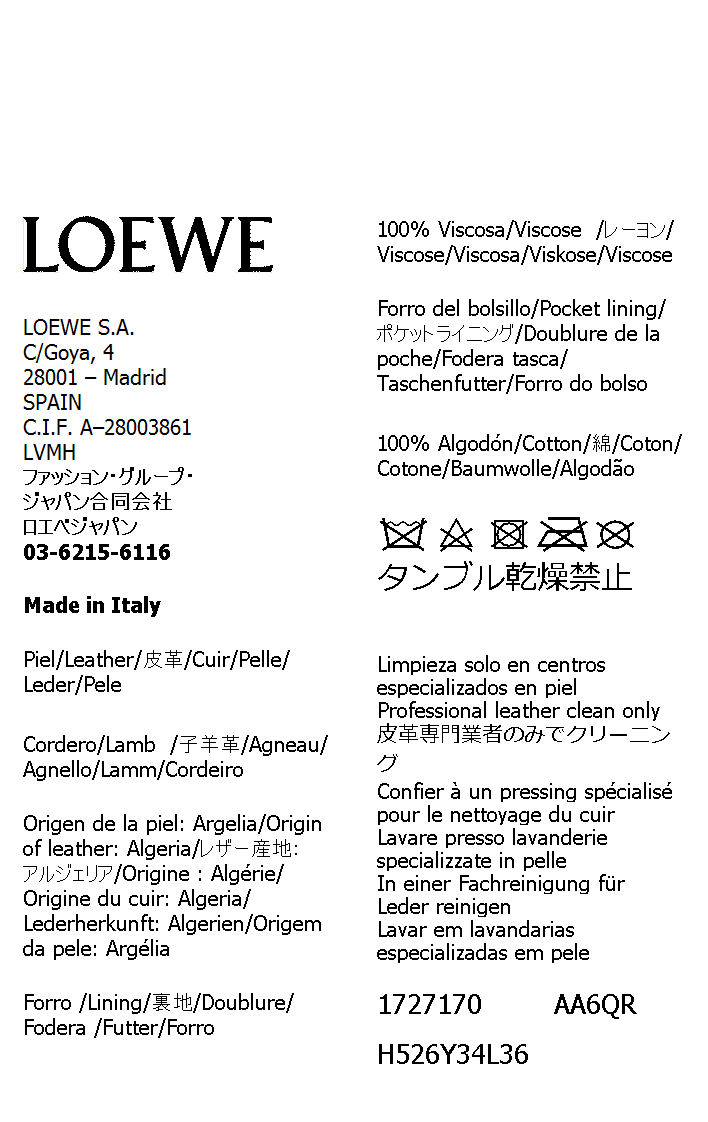 LOEWE
LOEWE S.A.
C/Goya, 4
28001 – Madrid
SPAIN
C.I.F. A–28003861
LVMH
ファッション・グループ・
ジャパン合同会社
ロエベジャパン
03-6215-6116
Made in Italy
Piel/Leather/皮革/Cuir/Pelle/
Leder/Pele
Cordero/Lamb /子羊革/Agneau/
Agnello/Lamm/Cordeiro
Origen de la piel: Argelia/Origin
of leather: Algeria/レザー産地:
アルジェリア/Origine : Algérie/
Origine du cuir: Algeria/
Lederherkunft: Algerien/Origem
da pele: Argélia
Forro /Lining/裏地/Doublure/
Fodera /Futter/Forro
100% Viscosa/Viscose /レーヨン/
Viscose/Viscosa/Viskose/Viscose
Forro del bolsillo/Pocket lining/
ポケットライニング/Doublure de la
poche/Fodera tasca/
Taschenfutter/Forro do bolso
100% Algodón/Cotton/綿/Coton/
Cotone/Baumwolle/Algodão
タンブル乾燥禁止
Limpieza solo en centros
especializados en piel
Professional leather clean only
皮革専門業者のみでクリーニン
グ
Confier à un pressing spécialisé
pour le nettoyage du cuir
Lavare presso lavanderie
specializzate in pelle
In einer Fachreinigung für
Leder reinigen
Lavar em lavandarias
especializadas em pele
1727170 AA6QR
H526Y34L36